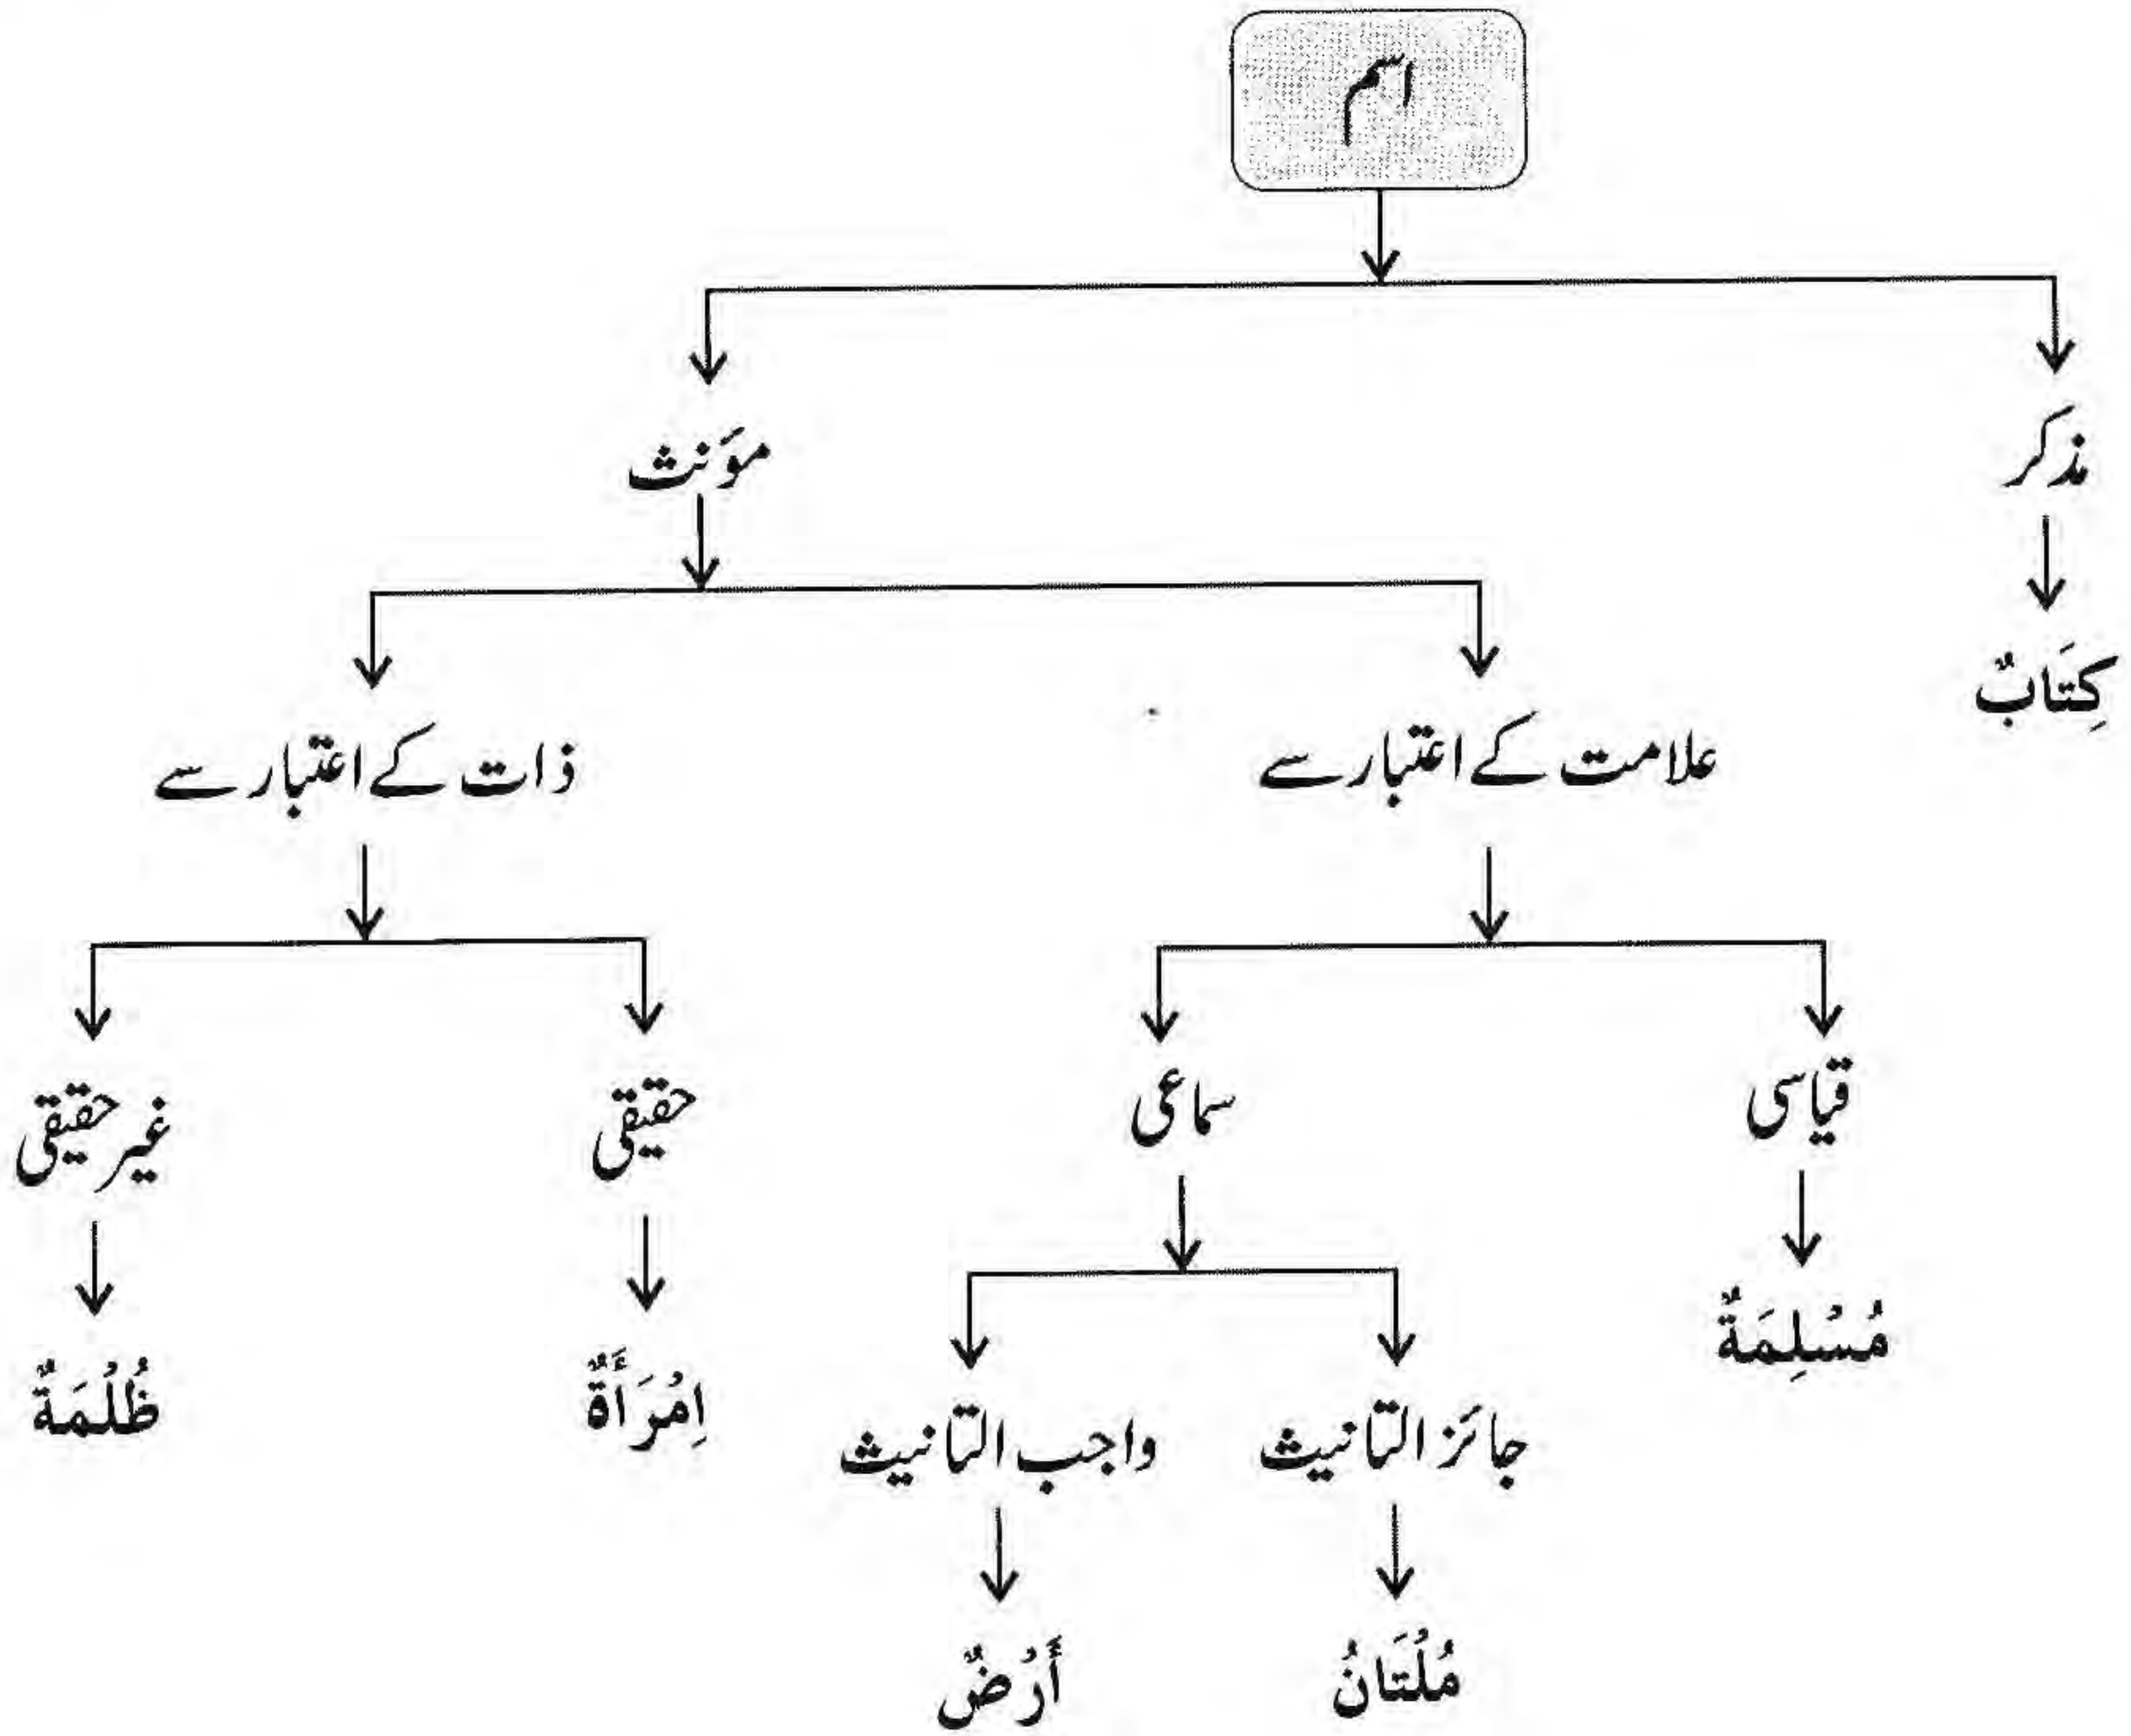 اسم
مذکر
مؤنث
كِتَابٌ
علامت کے اعتبار سے
ذات کے اعتبار سے
قیاسی
سماعی
حقیقی
غیر حقیقی
مُسْلِمَةٌ
اِمْرَأَةٌ
ظُلْمَةٌ
جائز التانیث
واجب التانیث
مُلْتَانُ
أَرْضٌ